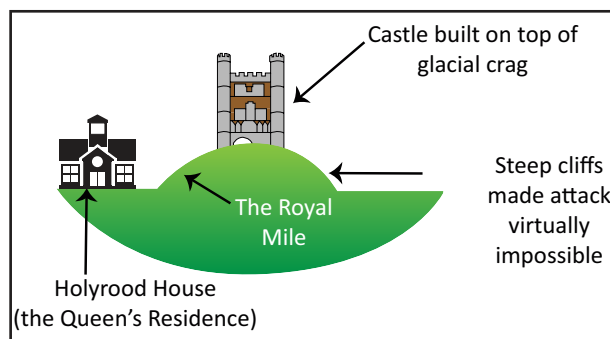 Castle built on top of
glacial crag
Steep cliffs
made attack
virtually
impossible
The Royal
Mile
Holyrood House
(the Queen’s Residence)